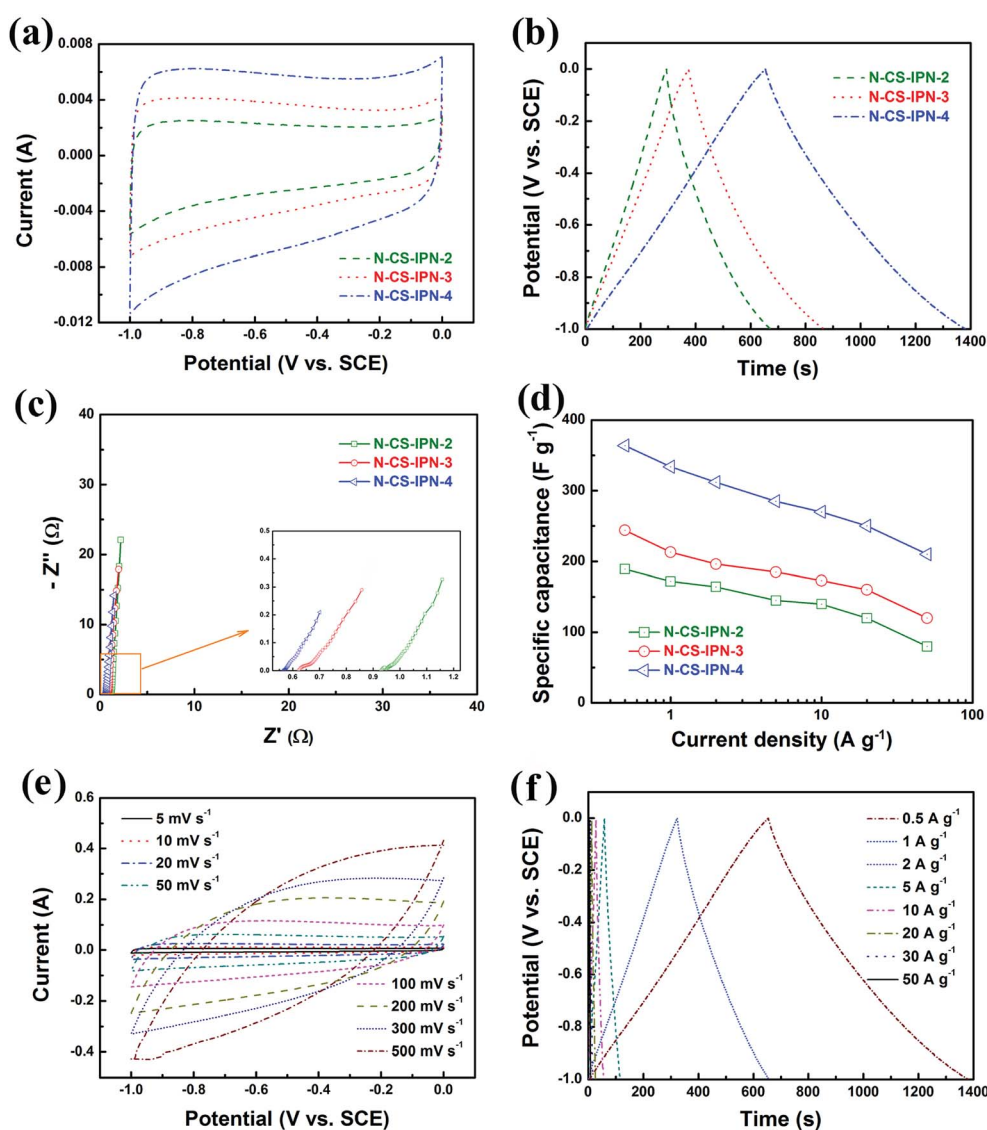 (a)
0.008
0.004
0.000
-0.004
-0.008
-0.012
Current (A)
N-CS-IPN-2
N-CS-IPN-3
N-CS-IPN-4
-1.0 -0.8 -0.6 -0.4 -0.2 0.0
Potential (V vs. SCE)
(b)
0.0
-0.2
-0.4
-0.6
-0.8
-1.0
Potential (V vs. SCE)
N-CS-IPN-2
N-CS-IPN-3
N-CS-IPN-4
0 200 400 600 800 1000 1200 1400
Time (s)
(c)
40
30
20
10
0
- Z'' (Ω)
N-CS-IPN-2
N-CS-IPN-3
N-CS-IPN-4
0.5
0.4
0.3
0.2
0.1
0.0
0.6 0.7 0.8 0.9 1.0 1.1 1.2
0 10 20 30 40
Z' (Ω)
(d)
400
300
200
100
0
Specific capacitance (F g⁻¹)
N-CS-IPN-2
N-CS-IPN-3
N-CS-IPN-4
1 10 100
Current density (A g⁻¹)
(e)
0.6
0.4
0.2
0.0
-0.2
-0.4
Current (A)
5 mV s⁻¹
10 mV s⁻¹
20 mV s⁻¹
50 mV s⁻¹
100 mV s⁻¹
200 mV s⁻¹
300 mV s⁻¹
500 mV s⁻¹
-1.0 -0.8 -0.6 -0.4 -0.2 0.0
Potential (V vs. SCE)
(f)
0.0
-0.2
-0.4
-0.6
-0.8
-1.0
Potential (V vs. SCE)
0.5 A g⁻¹
1 A g⁻¹
2 A g⁻¹
5 A g⁻¹
10 A g⁻¹
20 A g⁻¹
30 A g⁻¹
50 A g⁻¹
0 200 400 600 800 1000 1200 1400
Time (s)